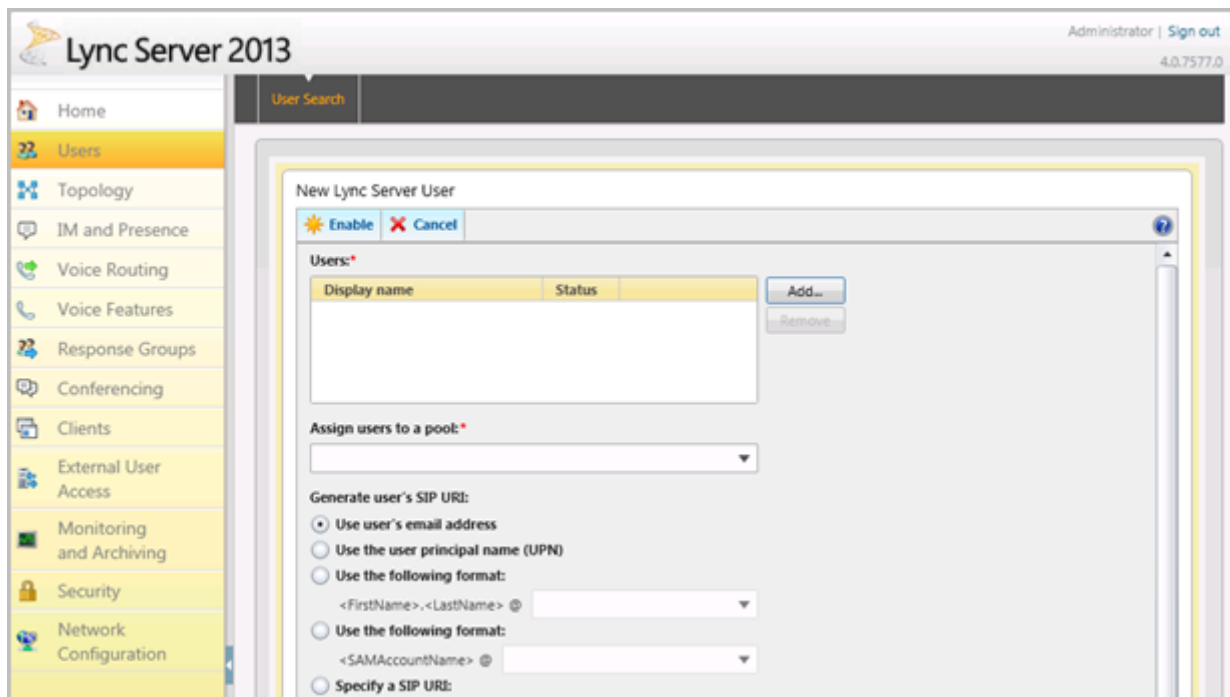 Lync Server 2013
Administrator | Sign out
4.0.7577.0
Home
Users
Topology
IM and Presence
Voice Routing
Voice Features
Response Groups
Conferencing
Clients
External User
Access
Monitoring
and Archiving
Security
Network
Configuration
User Search
New Lync Server User
Enable
Cancel
Users:*
Display name
Status
Add...
Remove
Assign users to a pool:*
Generate user's SIP URI:
Use user's email address
Use the user principal name (UPN)
Use the following format:
<FirstName>.<LastName> @
Use the following format:
<SAMAccountName> @
Specify a SIP URI: